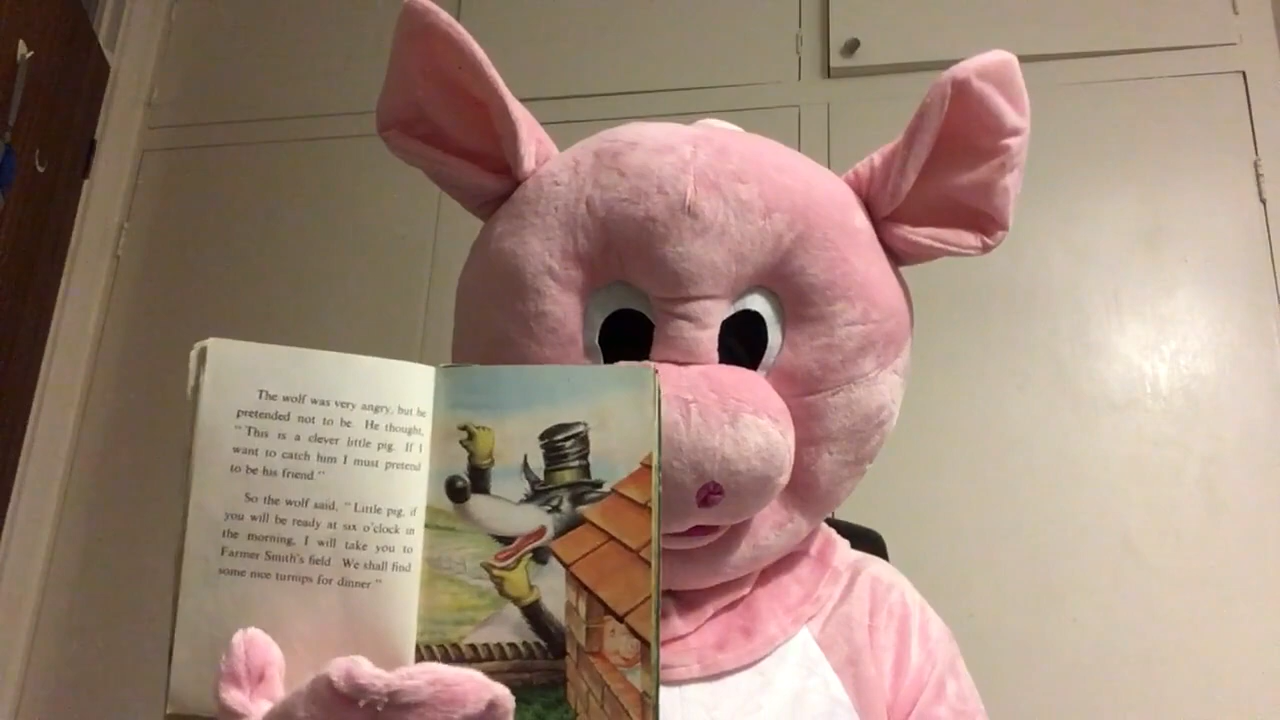 The wolf was very angry, but he
pretended not to be. He thought,
"This is a clever little pig. If I
want to catch him I must pretend
to be his friend."
So the wolf said, "Little pig, if
you will be ready at six o'clock in
the morning, I will take you to
Farmer Smith's field. We shall find
some nice turnips for dinner."